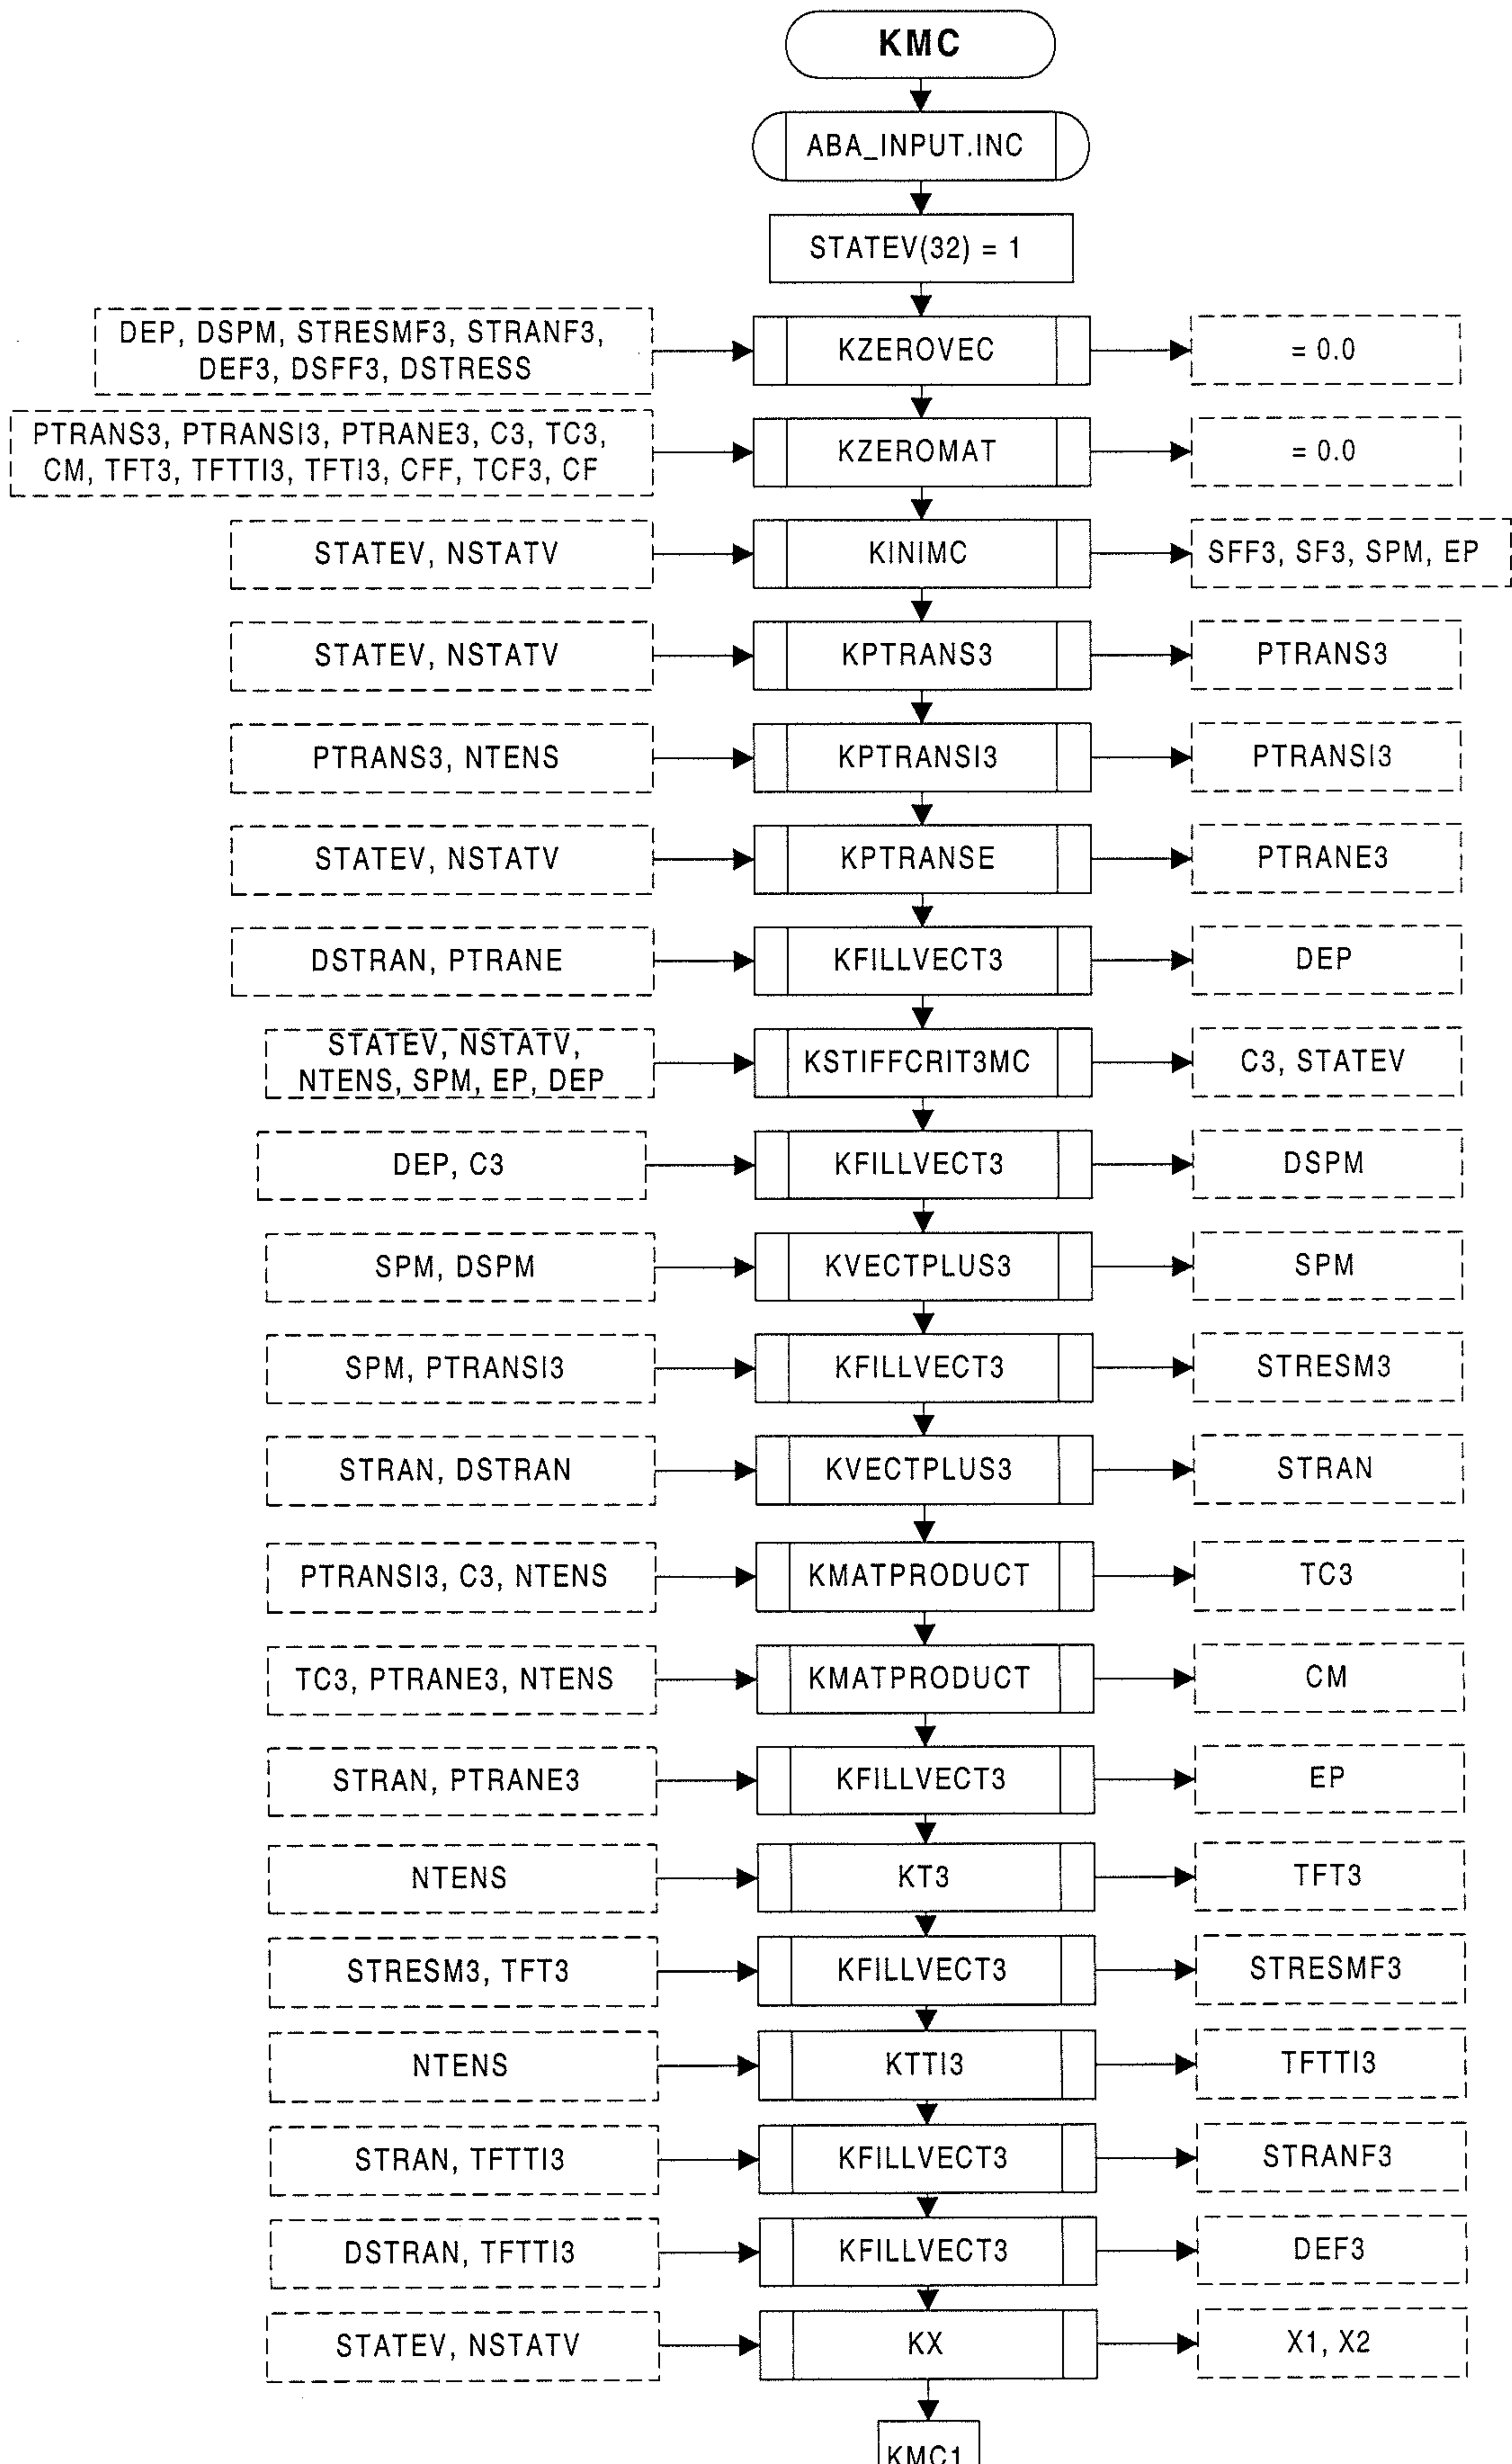 KMC
ABA_INPUT.INC
STATEV(32) = 1
DEP, DSPM, STRESMF3, STRANF3,
DEF3, DSFF3, DSTRESS
KZEROVEC
= 0.0
PTRANS3, PTRANSI3, PTRANE3, C3, TC3,
CM, TFT3, TFTTI3, TFTI3, CFF, TCF3, CF
KZEROMAT
= 0.0
STATEV, NSTATV
KINIMC
SFF3, SF3, SPM, EP
STATEV, NSTATV
KPTRANS3
PTRANS3
PTRANS3, NTENS
KPTRANSI3
PTRANSI3
STATEV, NSTATV
KPTRANSE
PTRANE3
DSTRAN, PTRANE
KFILLVECT3
DEP
STATEV, NSTATV,
NTENS, SPM, EP, DEP
KSTIFFCRIT3MC
C3, STATEV
DEP, C3
KFILLVECT3
DSPM
SPM, DSPM
KVECTPLUS3
SPM
SPM, PTRANSI3
KFILLVECT3
STRESM3
STRAN, DSTRAN
KVECTPLUS3
STRAN
PTRANSI3, C3, NTENS
KMATPRODUCT
TC3
TC3, PTRANE3, NTENS
KMATPRODUCT
CM
STRAN, PTRANE3
KFILLVECT3
EP
NTENS
KT3
TFT3
STRESM3, TFT3
KFILLVECT3
STRESMF3
NTENS
KTTI3
TFTTI3
STRAN, TFTTI3
KFILLVECT3
STRANF3
DSTRAN, TFTTI3
KFILLVECT3
DEF3
STATEV, NSTATV
KX
X1, X2
KMC1